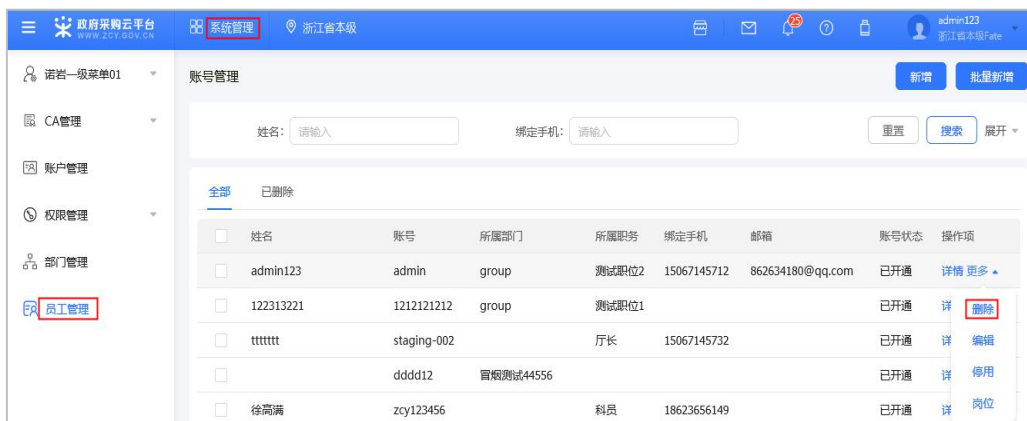 政府采购云平台
WWW.ZCY.GOV.CN
系统管理
浙江省本级
25
admin123
浙江省本级Fate
诺岩一级菜单01
CA管理
账户管理
权限管理
部门管理
员工管理
账号管理
新增
批量新增
姓名: 请输入
绑定手机: 请输入
重置
搜索
展开
全部
已删除
姓名 账号 所属部门 所属职务 绑定手机 邮箱 账号状态 操作项
admin123 admin group 测试职位2 15067145712 862634180@qq.com 已开通 详情 更多
122313221 1212121212 group 测试职位1 已开通 详 删除
ttttttt staging-002 厅长 15067145732 已开通 详 编辑
dddd12 冒烟测试44556 已开通 详 停用
徐高满 zcy123456 科员 18623656149 已开通 详 岗位